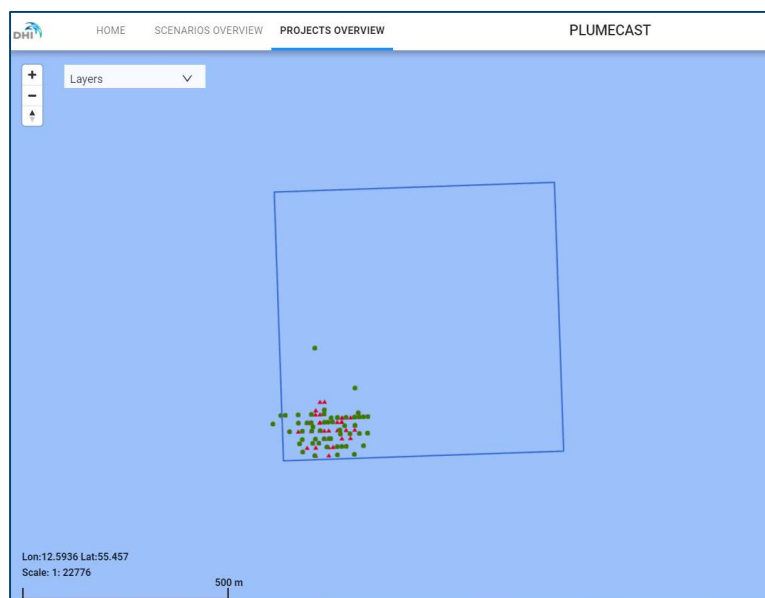 DHI
HOME SCENARIOS OVERVIEW PROJECTS OVERVIEW PLUMECAST
Layers
Lon:12.5936 Lat:55.457
Scale: 1: 22776
500 m